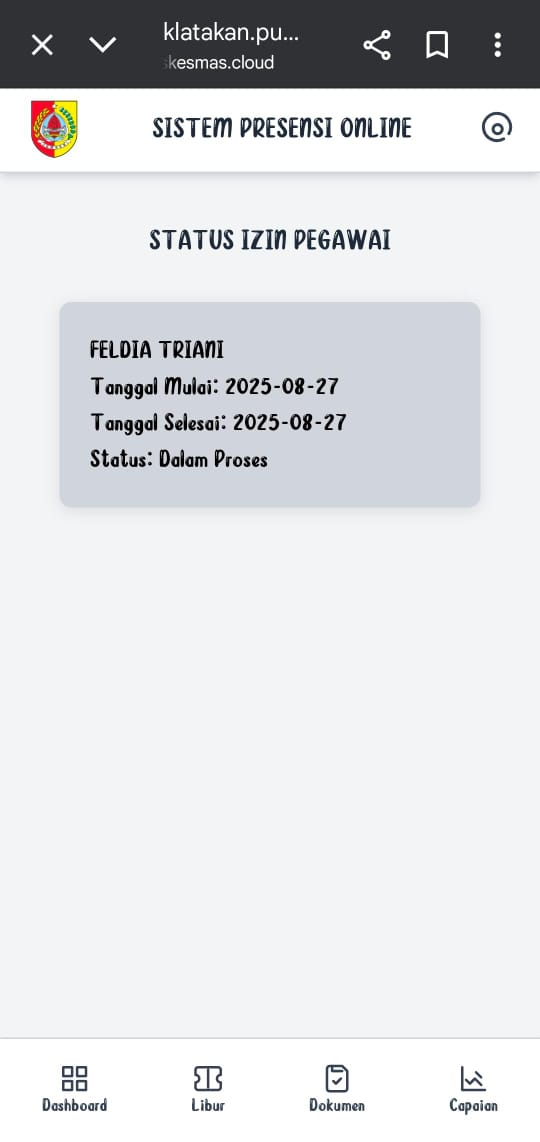 klatakan.pu...
kesmas.cloud
SISTEM PRESENSI ONLINE
STATUS IZIN PEGAWAI
FELDIA TRIANI
Tanggal Mulai: 2025-08-27
Tanggal Selesai: 2025-08-27
Status: Dalam Proses
Dashboard
Libur
Dokumen
Capaian